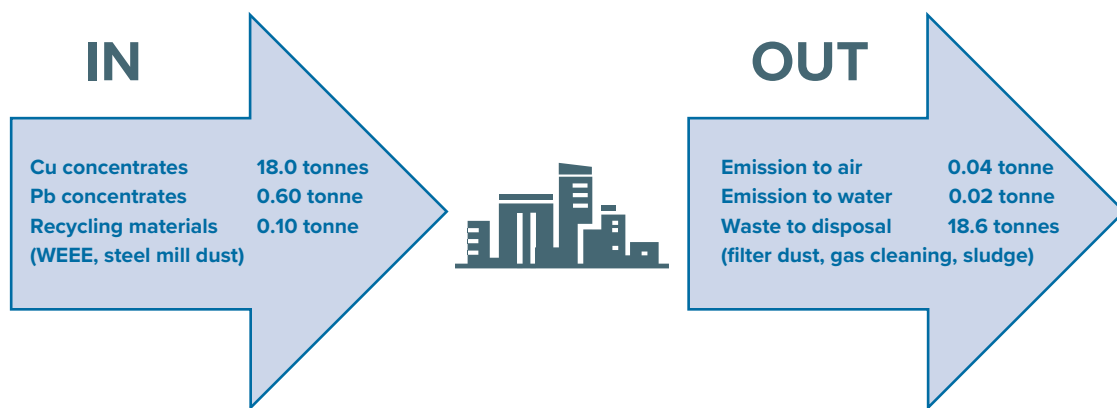 IN
Cu concentrates 18.0 tonnes
Pb concentrates 0.60 tonne
Recycling materials 0.10 tonne
(WEEE, steel mill dust)
OUT
Emission to air 0.04 tonne
Emission to water 0.02 tonne
Waste to disposal 18.6 tonnes
(filter dust, gas cleaning, sludge)